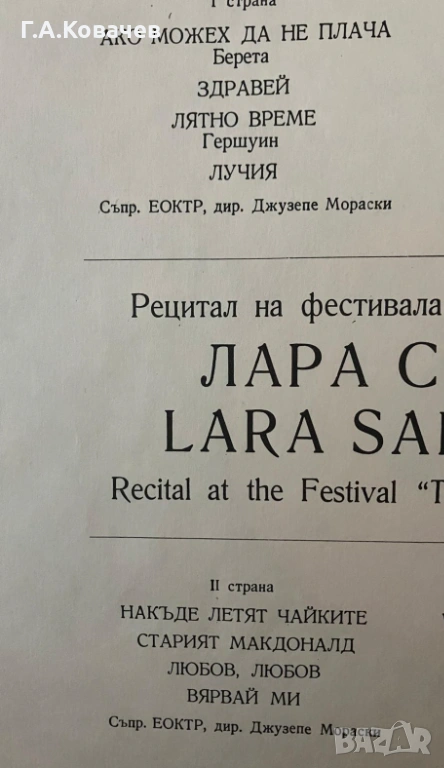 Г.А.Ковачев
I страна
АКО МОЖЕХ ДА НЕ ПЛАЧА
Берета
ЗДРАВЕЙ
ЛЯТНО ВРЕМЕ
Гершуин
ЛУЧИЯ
Съпр. ЕОКТР, дир. Джузепе Мораски
Рецитал на фестивала
ЛАРА С
LARA SA
Recital at the Festival “T
II страна
НАКЪДЕ ЛЕТЯТ ЧАЙКИТЕ
СТАРИЯТ МАКДОНАЛД
ЛЮБОВ, ЛЮБОВ
ВЯРВАЙ МИ
Съпр. ЕОКТР, дир. Джузепе Мораски
BAZAR